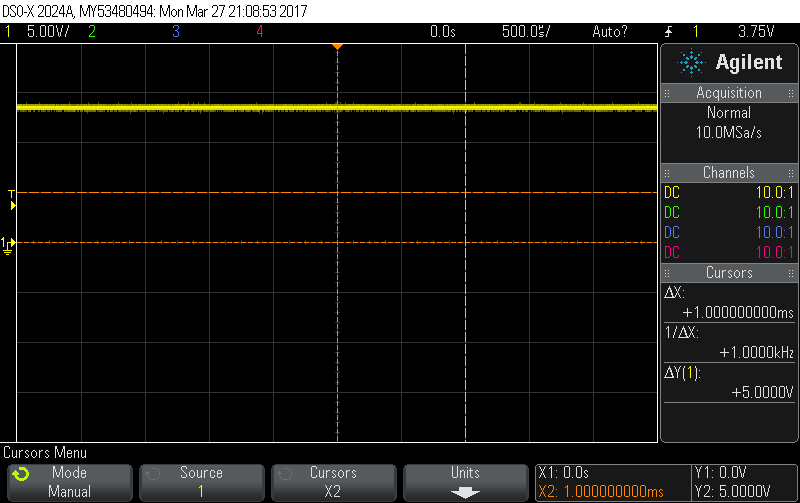 DSO-X 2024A, MY53480494: Mon Mar 27 21:08:53 2017
1 5.00V/ 2 3 4 0.0s 500.0us/ Auto? 1 3.75V
Agilent
Acquisition
Normal
10.0MSa/s
Channels
DC 10.0:1
DC 10.0:1
DC 10.0:1
DC 10.0:1
Cursors
ΔX:
+1.000000000ms
1/ΔX:
+1.0000kHz
ΔY(1):
+5.0000V
T
1
Cursors Menu
Mode
Manual
Source
1
Cursors
X2
Units
X1: 0.0s
X2: 1.000000000ms
Y1: 0.0V
Y2: 5.0000V